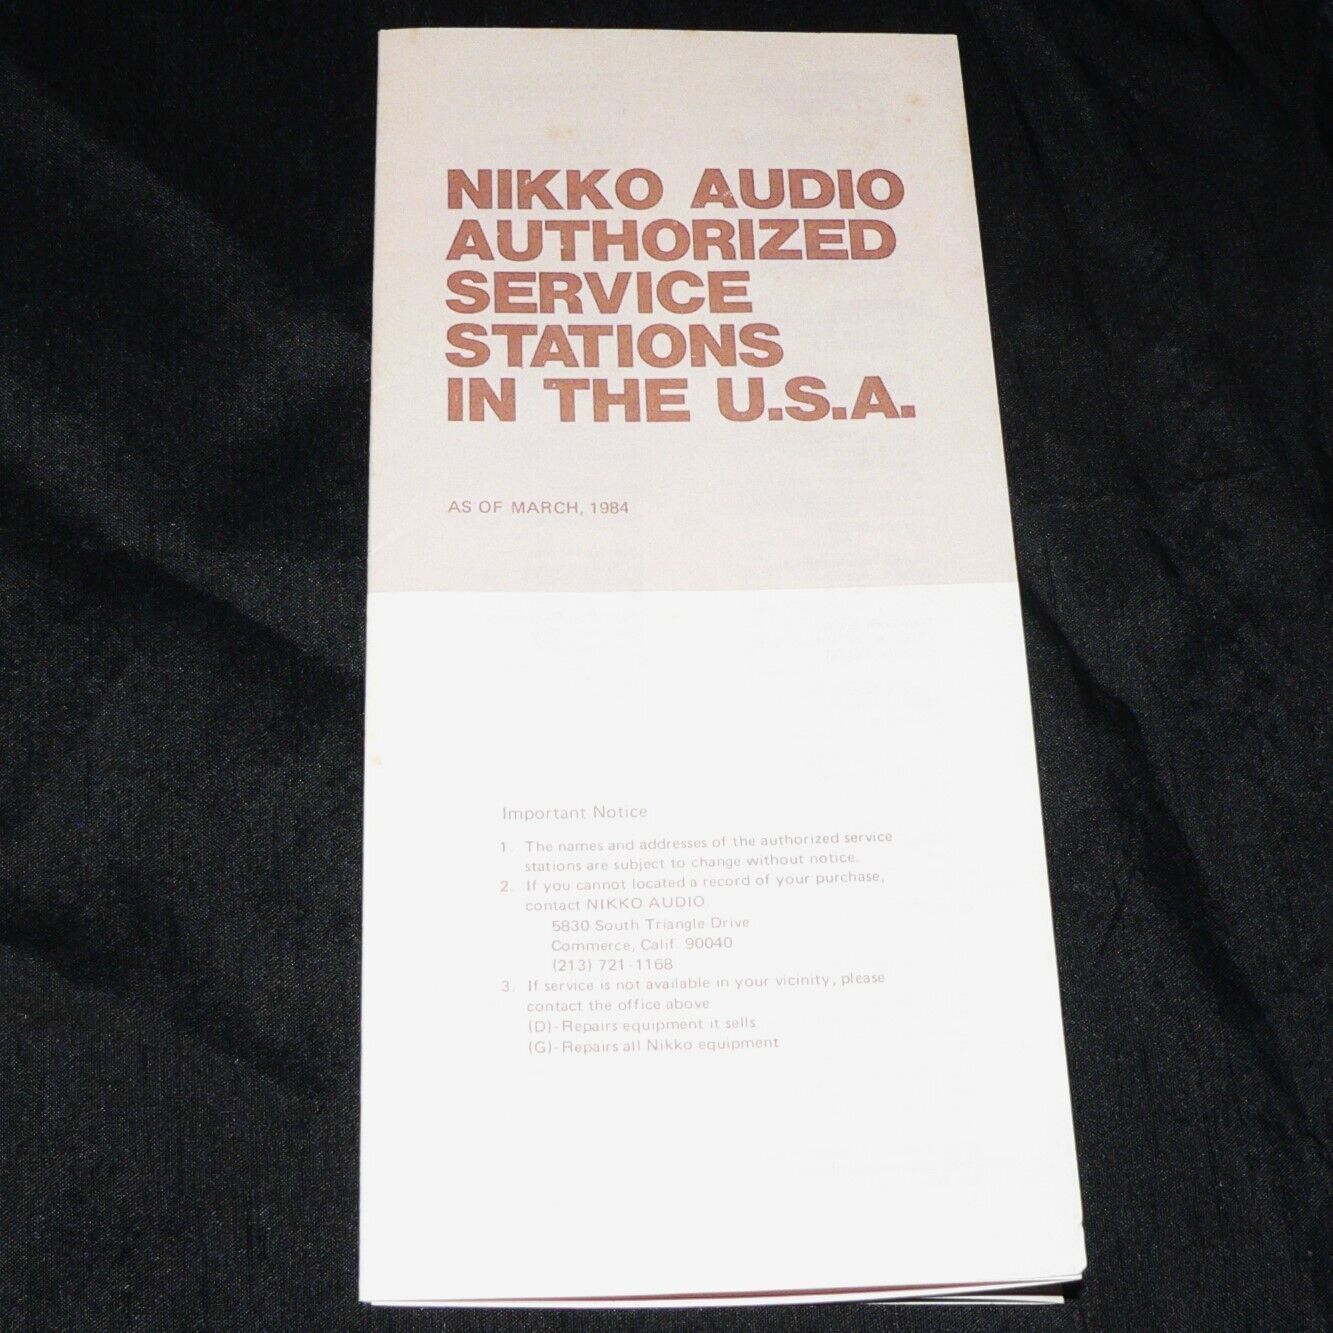 NIKKO AUDIO
AUTHORIZED
SERVICE
STATIONS
IN THE U.S.A.
AS OF MARCH, 1984
Important Notice
1. The names and addresses of the authorized service
stations are subject to change without notice.
2. If you cannot located a record of your purchase,
contact NIKKO AUDIO
5830 South Triangle Drive
Commerce, Calif 90040
(213) 721-1168
3. If service is not available in your vicinity, please
contact the office above
(D)-Repairs equipment it sells
(G)-Repairs all Nikko equipment